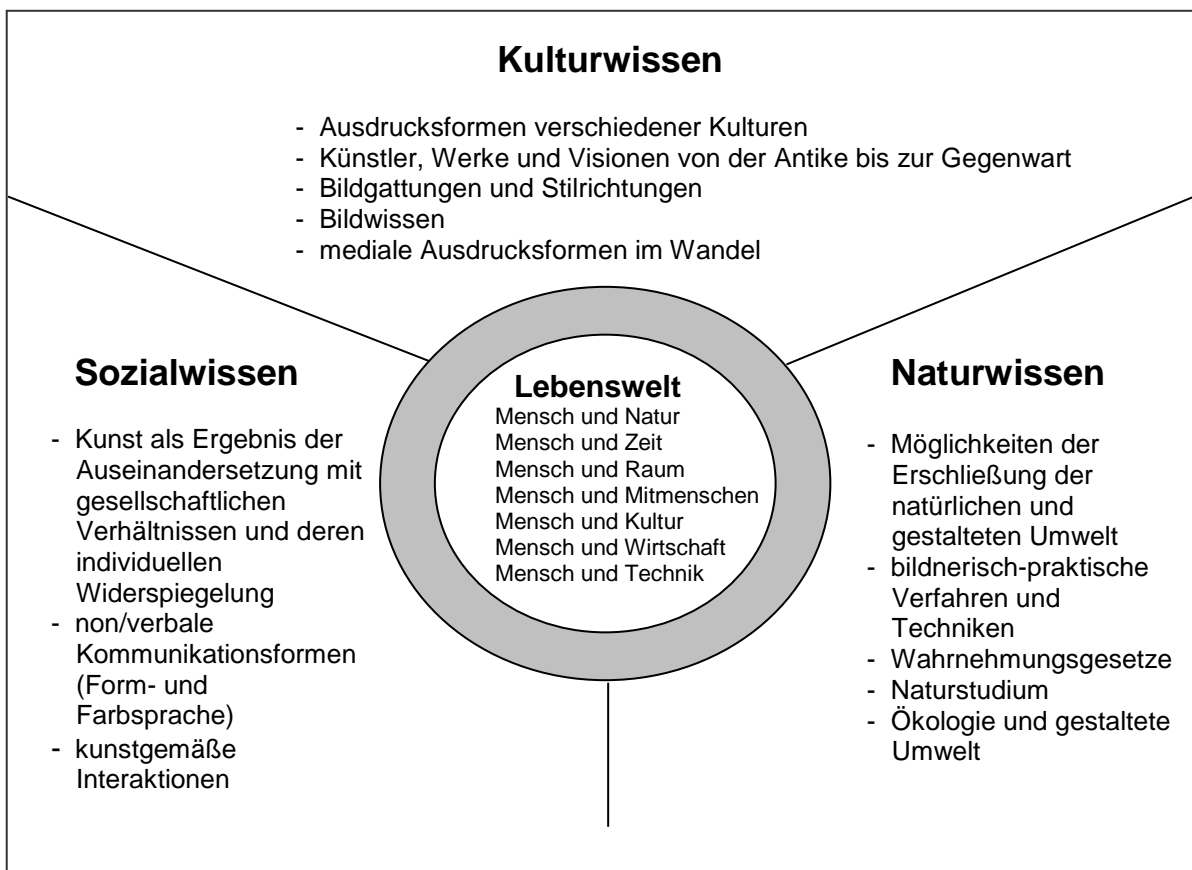 Kulturwissen
- Ausdrucksformen verschiedener Kulturen
- Künstler, Werke und Visionen von der Antike bis zur Gegenwart
- Bildgattungen und Stilrichtungen
- Bildwissen
- mediale Ausdrucksformen im Wandel
Sozialwissen
- Kunst als Ergebnis der
Auseinandersetzung mit
gesellschaftlichen
Verhältnissen und deren
individuellen
Widerspiegelung
- non/verbale
Kommunikationsformen
(Form- und
Farbsprache)
- kunstgemäße
Interaktionen
Lebenswelt
Mensch und Natur
Mensch und Zeit
Mensch und Raum
Mensch und Mitmenschen
Mensch und Kultur
Mensch und Wirtschaft
Mensch und Technik
Naturwissen
- Möglichkeiten der
Erschließung der
natürlichen und
gestalteten Umwelt
- bildnerisch-praktische
Verfahren und
Techniken
- Wahrnehmungsgesetze
- Naturstudium
- Ökologie und gestaltete
Umwelt